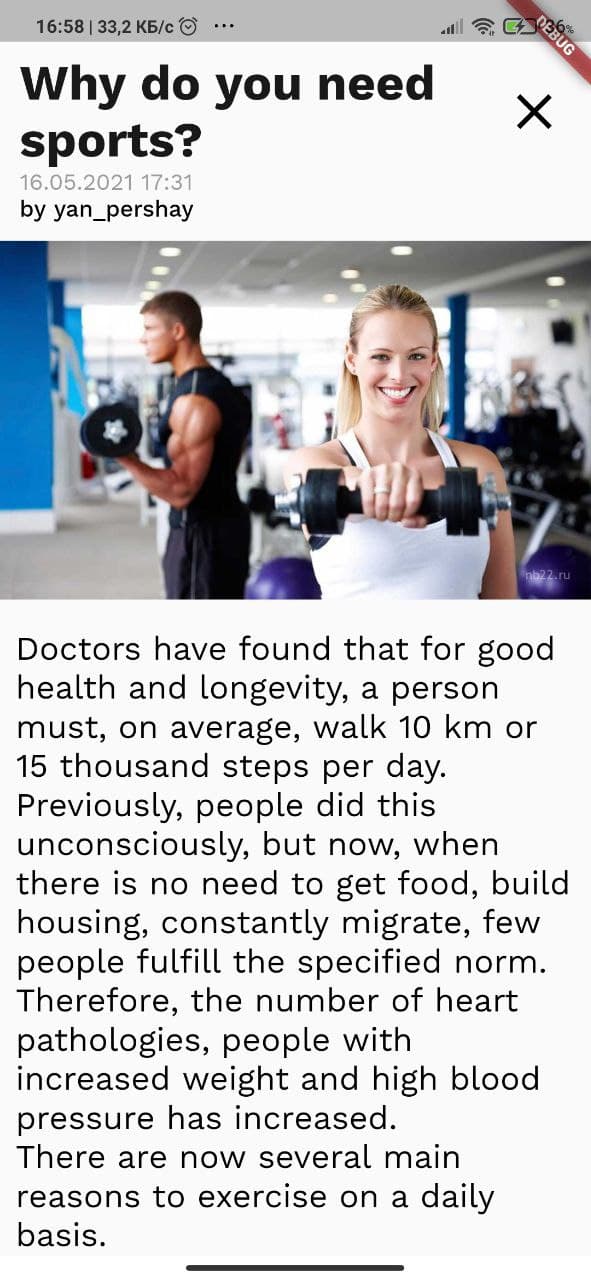 16:58 | 33,2 КБ/с ...
36%
DEBUG
Why do you need
sports?
16.05.2021 17:31
by yan_pershay
nb22.ru
Doctors have found that for good
health and longevity, a person
must, on average, walk 10 km or
15 thousand steps per day.
Previously, people did this
unconsciously, but now, when
there is no need to get food, build
housing, constantly migrate, few
people fulfill the specified norm.
Therefore, the number of heart
pathologies, people with
increased weight and high blood
pressure has increased.
There are now several main
reasons to exercise on a daily
basis.